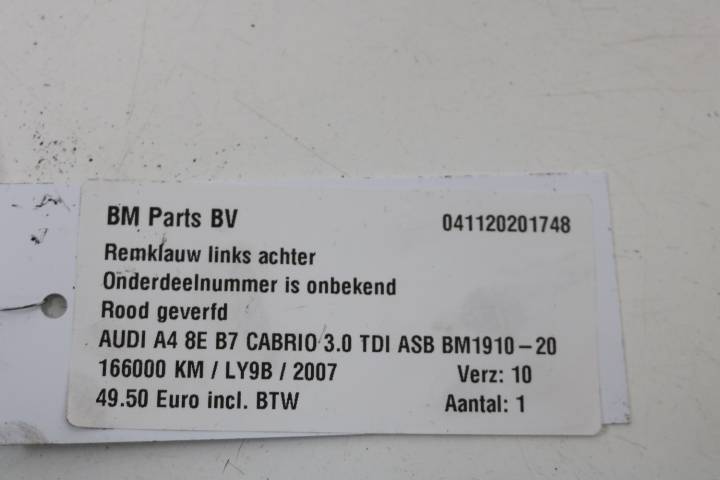 BM Parts BV 041120201748
Remklauw links achter
Onderdeelnummer is onbekend
Rood geverfd
AUDI A4 8E B7 CABRIO 3.0 TDI ASB BM1910-20
166000 KM / LY9B / 2007 Verz: 10
49.50 Euro incl. BTW Aantal: 1